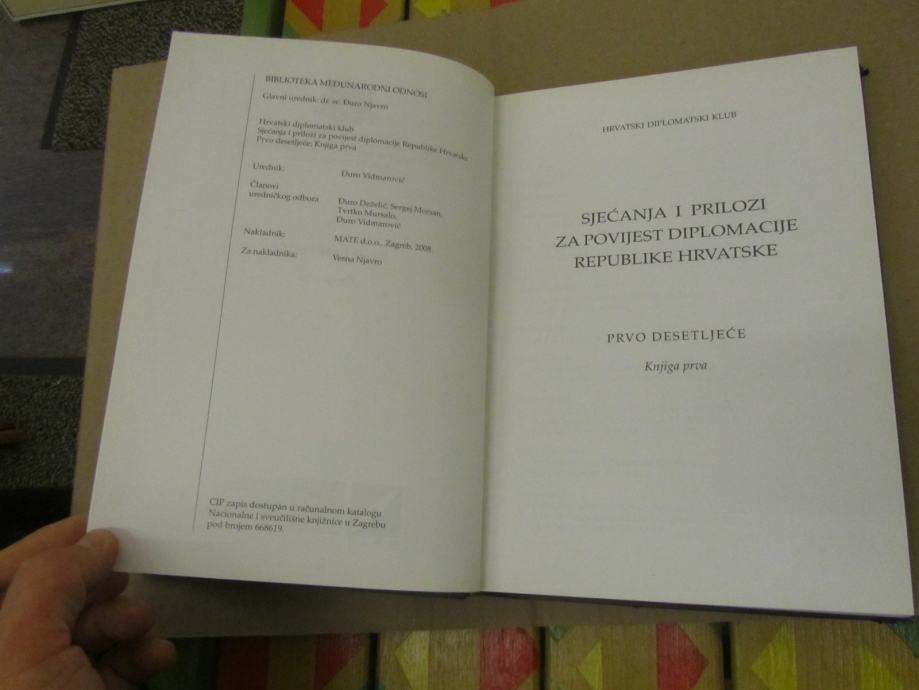 BIBLIOTEKA MEĐUNARODNI ODNOSI
Glavni urednik: dr. sc. Đuro Njavro
Hrvatski diplomatski klub
Sjećanja i prilozi za povijest diplomacije Republike Hrvatske
Prvo desetljeće; Knjiga prva
Urednik: Đuro Vidmarović
Članovi
uredničkog odbora Đuro Deželić, Sergej Morsan,
Tvrtko Mursalo,
Đuro Vidmarović
Nakladnik: MATE d.o.o., Zagreb, 2008.
Za nakladnika: Vesna Njavro
CIP zapis dostupan u računalnom katalogu
Nacionalne i sveučilišne knjižnice u Zagrebu
pod brojem 668619.
HRVATSKI DIPLOMATSKI KLUB
SJEĆANJA I PRILOZI
ZA POVIJEST DIPLOMACIJE
REPUBLIKE HRVATSKE
PRVO DESETLJEĆE
Knjiga prva